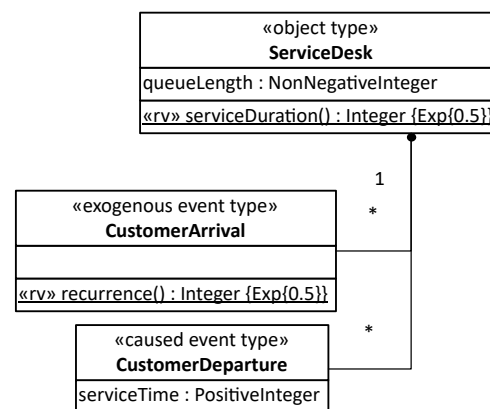 «object type»
ServiceDesk
queueLength : NonNegativeInteger
«rv» serviceDuration() : Integer {Exp{0.5}}
1
*
«exogenous event type»
CustomerArrival
«rv» recurrence() : Integer {Exp{0.5}}
*
«caused event type»
CustomerDeparture
serviceTime : PositiveInteger